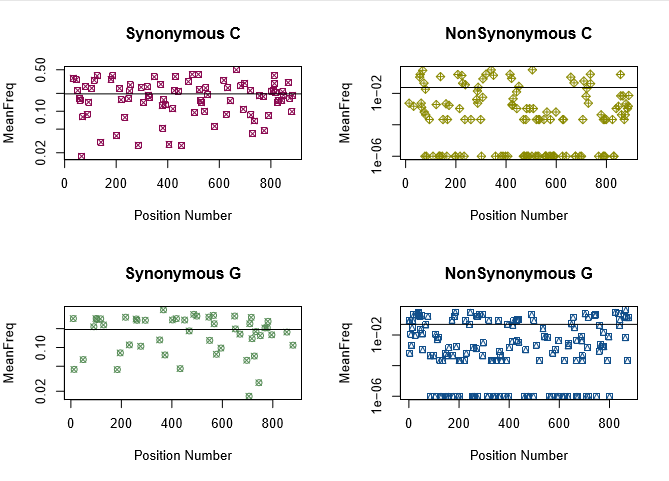 Synonymous C
MeanFreq
0.50
0.10
0.02
0 200 400 600 800
Position Number
NonSynonymous C
MeanFreq
1e-02
1e-06
0 200 400 600 800
Position Number
Synonymous G
MeanFreq
0.10
0.02
0 200 400 600 800
Position Number
NonSynonymous G
MeanFreq
1e-02
1e-06
0 200 400 600 800
Position Number